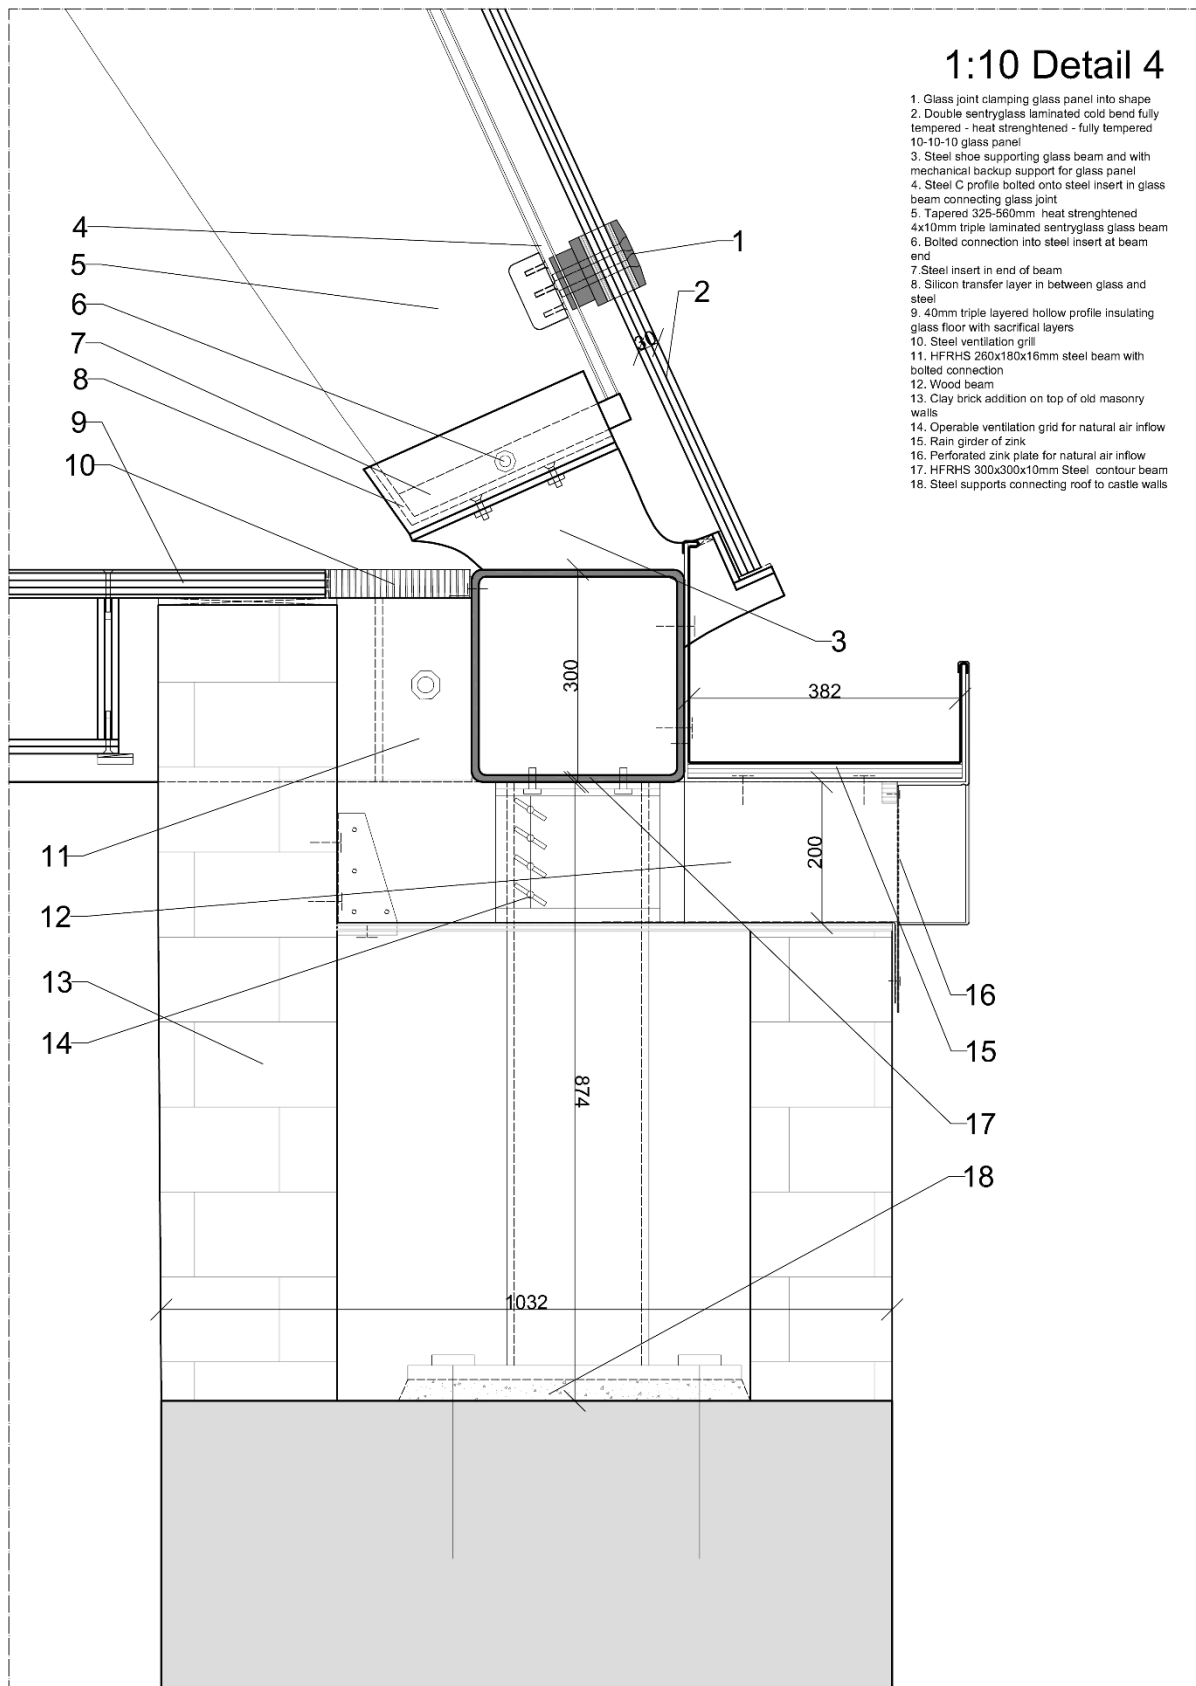 1:10 Detail 4
1. Glass joint clamping glass panel into shape
2. Double sentryglass laminated cold bend fully
tempered - heat strenghtened - fully tempered
10-10-10 glass panel
3. Steel shoe supporting glass beam and with
mechanical backup support for glass panel
4. Steel C profile bolted onto steel insert in glass
beam connecting glass joint
5. Tapered 325-560mm heat strenghtened
4x10mm triple laminated sentryglass glass beam
6. Bolted connection into steel insert at beam
end
7.Steel insert in end of beam
8. Silicon transfer layer in between glass and
steel
9. 40mm triple layered hollow profile insulating
glass floor with sacrifical layers
10. Steel ventilation grill
11. HFRHS 260x180x16mm steel beam with
bolted connection
12. Wood beam
13. Clay brick addition on top of old masonry
walls
14. Operable ventilation grid for natural air inflow
15. Rain girder of zink
16. Perforated zink plate for natural air inflow
17. HFRHS 300x300x10mm Steel contour beam
18. Steel supports connecting roof to castle walls
4
1
5
2
6
30
7
8
9
10
3
300
382
11
200
12
13
16
14
15
874
17
18
1032